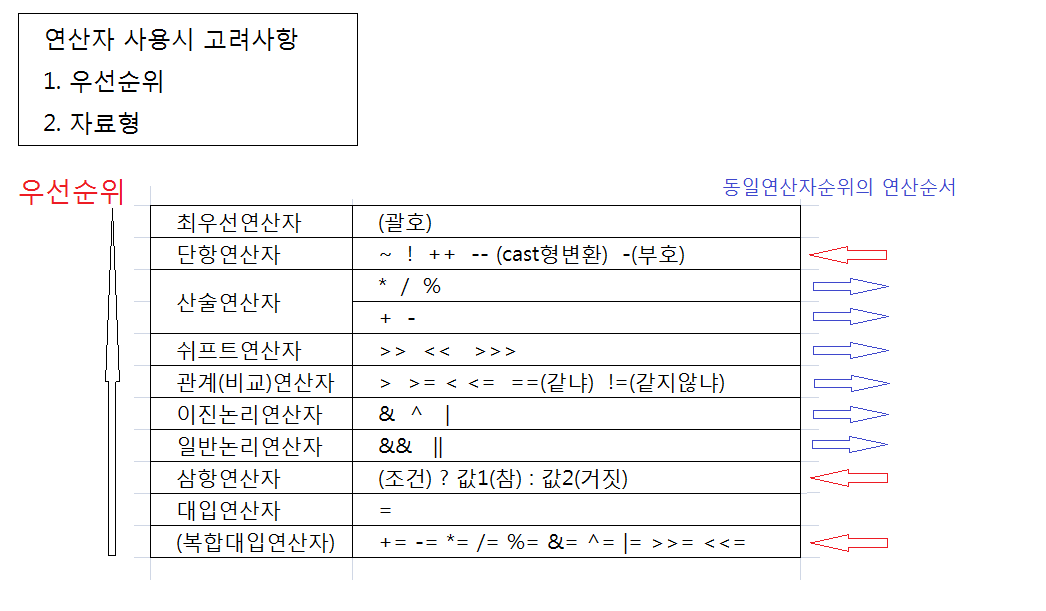 연산자 사용시 고려사항
1. 우선순위
2. 자료형
우선순위
동일연산자순위의 연산순서
최우선연산자 (괄호)
단항연산자 ~ ! ++ -- (cast형변환) -(부호)
산술연산자 * / %
+ -
쉬프트연산자 >> << >>>
관계(비교)연산자 > >= < <= ==(같냐) !=(같지않냐)
이진논리연산자 & ^ |
일반논리연산자 && ||
삼항연산자 (조건) ? 값1(참) : 값2(거짓)
대입연산자 =
(복합대입연산자) += -= *= /= %= &= ^= |= >>= <<=